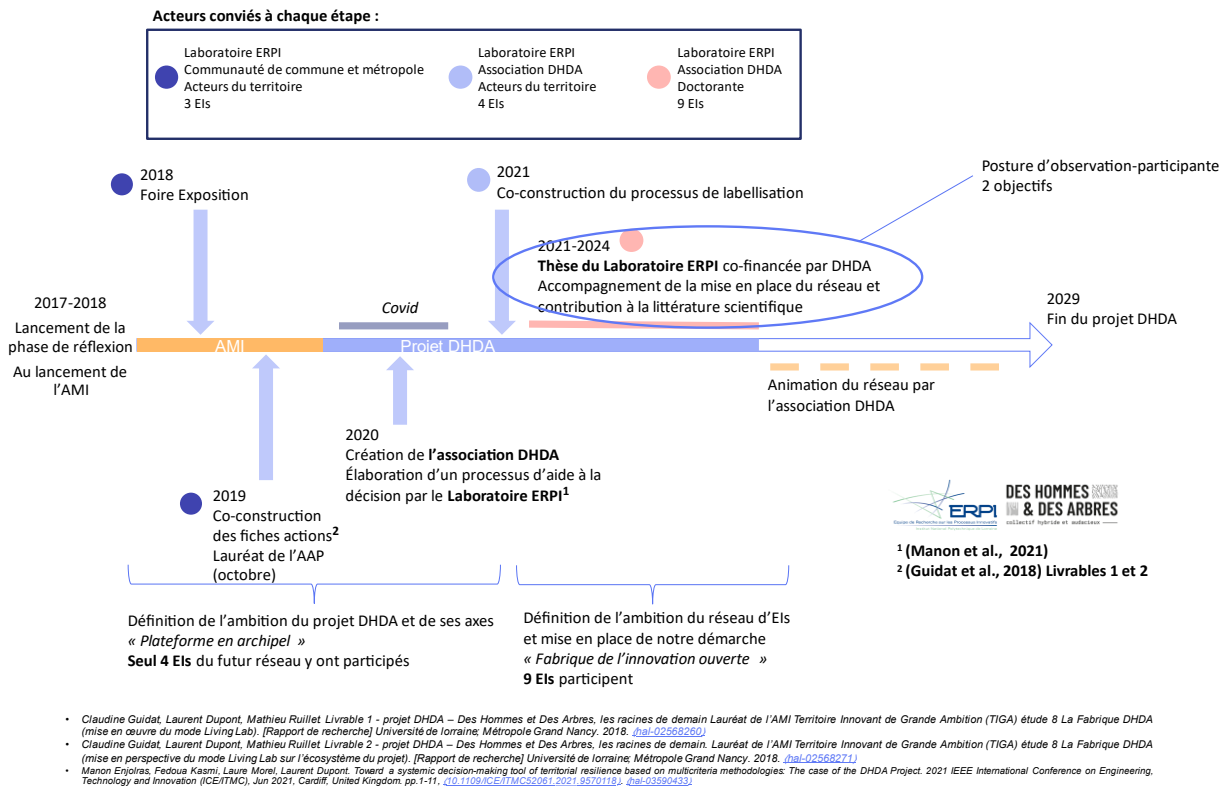 Acteurs conviés à chaque étape :
Laboratoire ERPI
Communauté de commune et métropole
Acteurs du territoire
3 EIs
Laboratoire ERPI
Association DHDA
Acteurs du territoire
4 EIs
Laboratoire ERPI
Association DHDA
Doctorante
9 EIs
2018
Foire Exposition
2021
Co-construction du processus de labellisation
Posture d'observation-participante
2 objectifs
2021-2024
Thèse du Laboratoire ERPI co-financée par DHDA
Accompagnement de la mise en place du réseau et
contribution à la littérature scientifique
2017-2018
Lancement de la
phase de réflexion
Au lancement de
l'AMI
Covid
2029
Fin du projet DHDA
AMI
Projet DHDA
Animation du réseau par
l'association DHDA
2020
Création de l'association DHDA
Élaboration d'un processus d'aide à la
décision par le Laboratoire ERPI¹
2019
Co-construction
des fiches actions²
Lauréat de l'AAP
(octobre)
ERPI
Equipe de Recherche sur les Processus Innovatifs
DES HOMMES
& DES ARBRES
collectif hybride et audacieux
¹ (Manon et al., 2021)
² (Guidat et al., 2018) Livrables 1 et 2
Définition de l'ambition du projet DHDA et de ses axes
« Plateforme en archipel »
Seul 4 EIs du futur réseau y ont participés
Définition de l'ambition du réseau d'EIs
et mise en place de notre démarche
« Fabrique de l'innovation ouverte »
9 EIs participent
• Claudine Guidat, Laurent Dupont, Mathieu Ruillet. Livrable 1 - projet DHDA – Des Hommes et Des Arbres, les racines de demain Lauréat de l'AMI Territoire Innovant de Grande Ambition (TIGA) étude 8 La Fabrique DHDA
(mise en œuvre du mode Living Lab). [Rapport de recherche] Université de lorraine; Métropole Grand Nancy. 2018. ⟨hal-02568260⟩
• Claudine Guidat, Laurent Dupont, Mathieu Ruillet. Livrable 2 - projet DHDA – Des Hommes et Des Arbres, les racines de demain. Lauréat de l'AMI Territoire Innovant de Grande Ambition (TIGA) étude 8 La Fabrique DHDA
(mise en perspective du mode Living Lab sur l'écosystème du projet). [Rapport de recherche] Université de lorraine; Métropole Grand Nancy. 2018. ⟨hal-02568271⟩
• Manon Enjolras, Fedoua Kasmi, Laure Morel, Laurent Dupont. Toward a systemic decision-making tool of territorial resilience based on multicriteria methodologies: The case of the DHDA Project. 2021 IEEE International Conference on Engineering,
Technology and Innovation (ICE/ITMC), Jun 2021, Cardiff, United Kingdom. pp.1-11, ⟨10.1109/ICE/ITMC52061.2021.9570118⟩. ⟨hal-03590433⟩